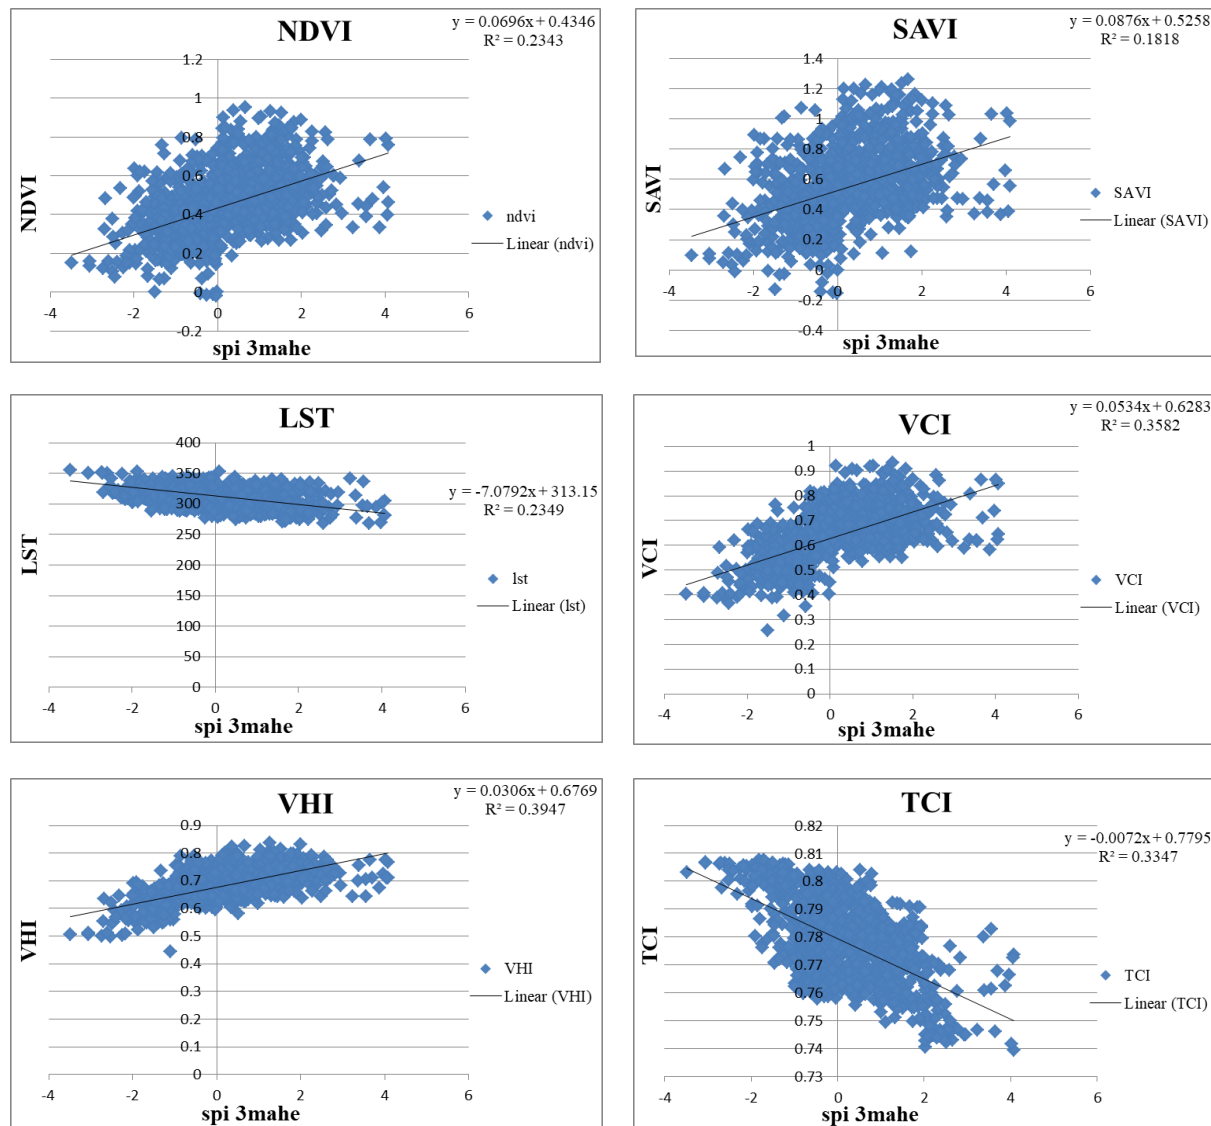 NDVI
y = 0.0696x + 0.4346
R² = 0.2343
1.2
1
0.8
0.6
0.4
0.2
0
-0.2
-4 -2 0 2 4 6
NDVI
spi 3mahe
ndvi
Linear (ndvi)
SAVI
y = 0.0876x + 0.5258
R² = 0.1818
1.4
1.2
1
0.8
0.6
0.4
0.2
0
-0.2
-0.4
-4 -2 0 2 4 6
SAVI
spi 3mahe
SAVI
Linear (SAVI)
LST
y = -7.0792x + 313.15
R² = 0.2349
400
350
300
250
200
150
100
50
0
-4 -2 0 2 4 6
LST
spi 3mahe
lst
Linear (lst)
VCI
y = 0.0534x + 0.6283
R² = 0.3582
1
0.9
0.8
0.7
0.6
0.5
0.4
0.3
0.2
0.1
0
-4 -2 0 2 4 6
VCI
spi 3mahe
VCI
Linear (VCI)
VHI
y = 0.0306x + 0.6769
R² = 0.3947
0.9
0.8
0.7
0.6
0.5
0.4
0.3
0.2
0.1
0
-4 -2 0 2 4 6
VHI
spi 3mahe
VHI
Linear (VHI)
TCI
y = -0.0072x + 0.7795
R² = 0.3347
0.82
0.81
0.8
0.79
0.78
0.77
0.76
0.75
0.74
0.73
-4 -2 0 2 4 6
TCI
spi 3mahe
TCI
Linear (TCI)